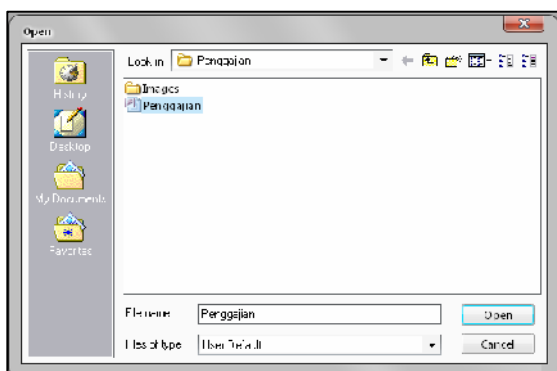 Open
Look in
Penggajian
History
Desktop
My Documents
Favorites
Images
Penggajian
File name
Penggajian
Open
Files of type
User Default
Cancel